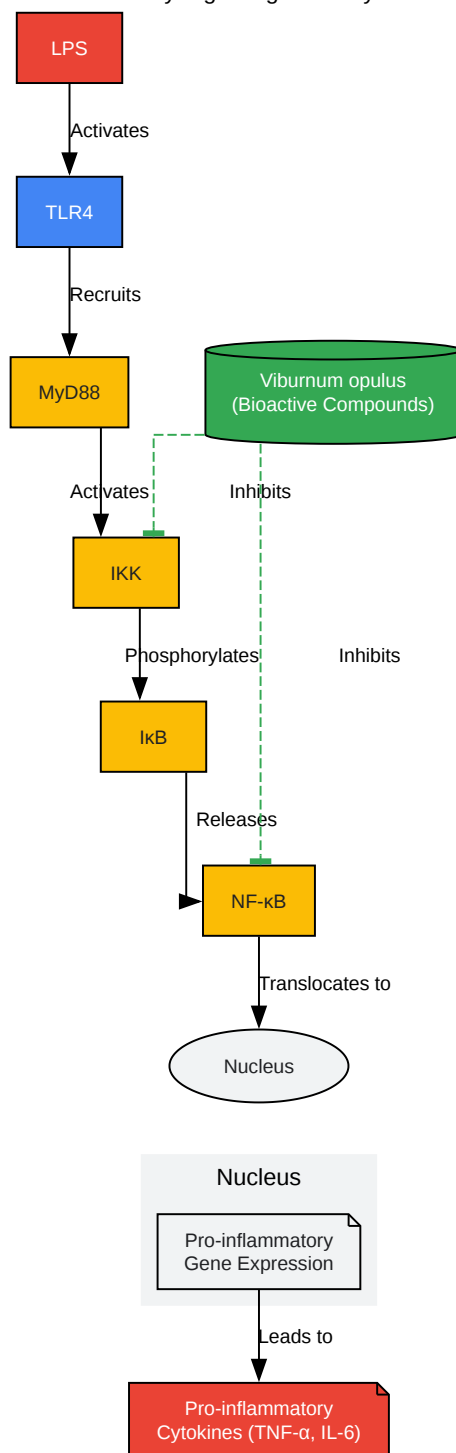 LPS
Activates
TLR4
Recruits
MyD88
Viburnum opulus
(Bioactive Compounds)
Activates
Inhibits
IKK
Phosphorylates
Inhibits
IκB
Releases
NF-κB
Translocates to
Nucleus
Nucleus
Pro-inflammatory
Gene Expression
Leads to
Pro-inflammatory
Cytokines (TNF-α, IL-6)